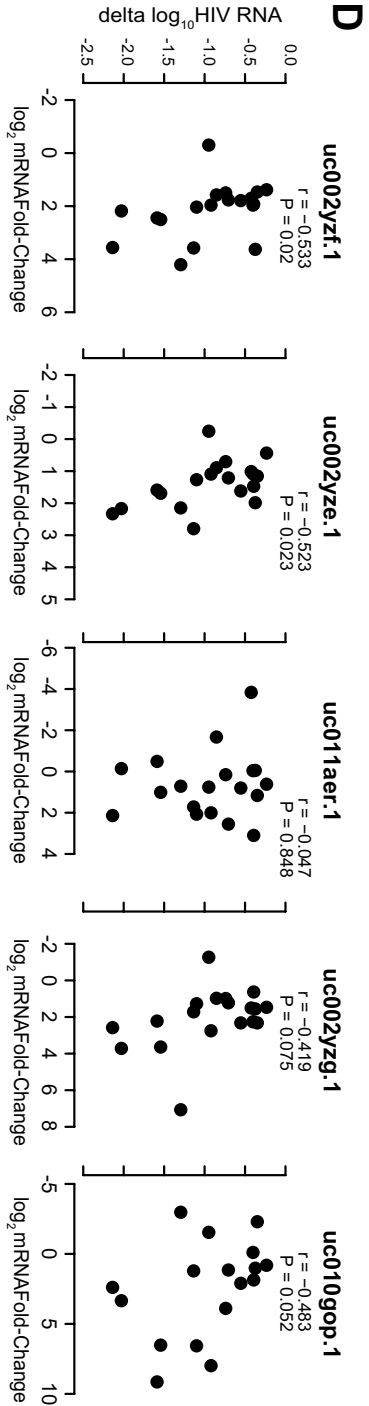 D
delta log10HIV RNA
0.0
-0.5
-1.0
-1.5
-2.0
-2.5
uc002yzf.1
r = −0.533
P = 0.02
-2 0 2 4 6
log2 mRNAFold-Change
uc002yze.1
r = −0.523
P = 0.023
-2 -1 0 1 2 3 4 5
log2 mRNAFold-Change
uc011aer.1
r = −0.047
P = 0.848
-6 -4 -2 0 2 4
log2 mRNAFold-Change
uc002yzg.1
r = −0.419
P = 0.075
-2 0 2 4 6 8
log2 mRNAFold-Change
uc010gop.1
r = −0.483
P = 0.052
-5 0 5 10
log2 mRNAFold-Change